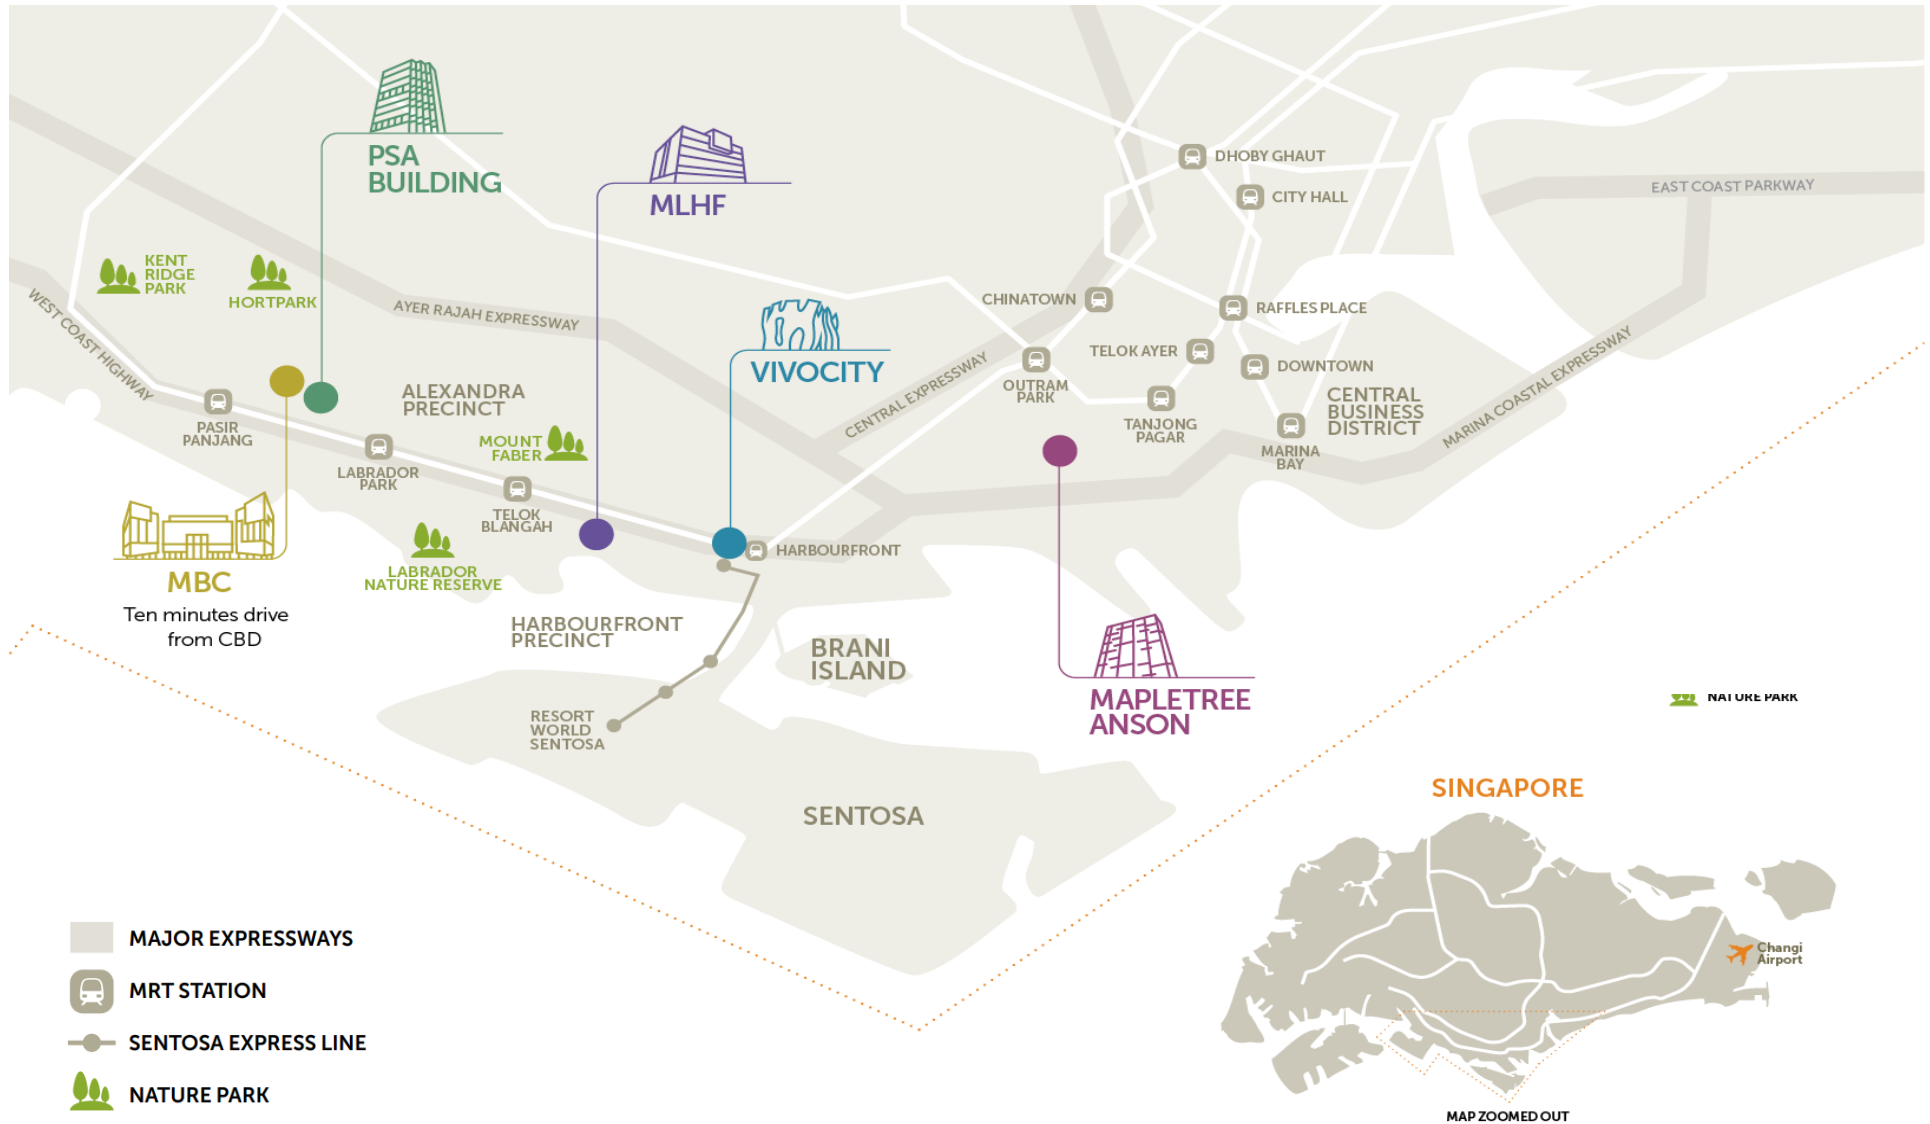 PSA
BUILDING
MLHF
DHOBY GHAUT
CITY HALL
EAST COAST PARKWAY
KENT
RIDGE
PARK
HORTPARK
WEST COAST HIGHWAY
AYER RAJAH EXPRESSWAY
CHINATOWN
RAFFLES PLACE
VIVOCITY
TELOK AYER
DOWNTOWN
OUTRAM
PARK
CENTRAL EXPRESSWAY
TANJONG
PAGAR
CENTRAL
BUSINESS
DISTRICT
MARINA COASTAL EXPRESSWAY
MARINA
BAY
ALEXANDRA
PRECINCT
PASIR
PANJANG
MOUNT
FABER
LABRADOR
PARK
TELOK
BLANGAH
HARBOURFRONT
LABRADOR
NATURE RESERVE
MBC
Ten minutes drive
from CBD
HARBOURFRONT
PRECINCT
BRANI
ISLAND
MAPLETREE
ANSON
RESORT
WORLD
SENTOSA
SENTOSA
NATURE PARK
SINGAPORE
Changi
Airport
MAP ZOOMED OUT
MAJOR EXPRESSWAYS
MRT STATION
SENTOSA EXPRESS LINE
NATURE PARK